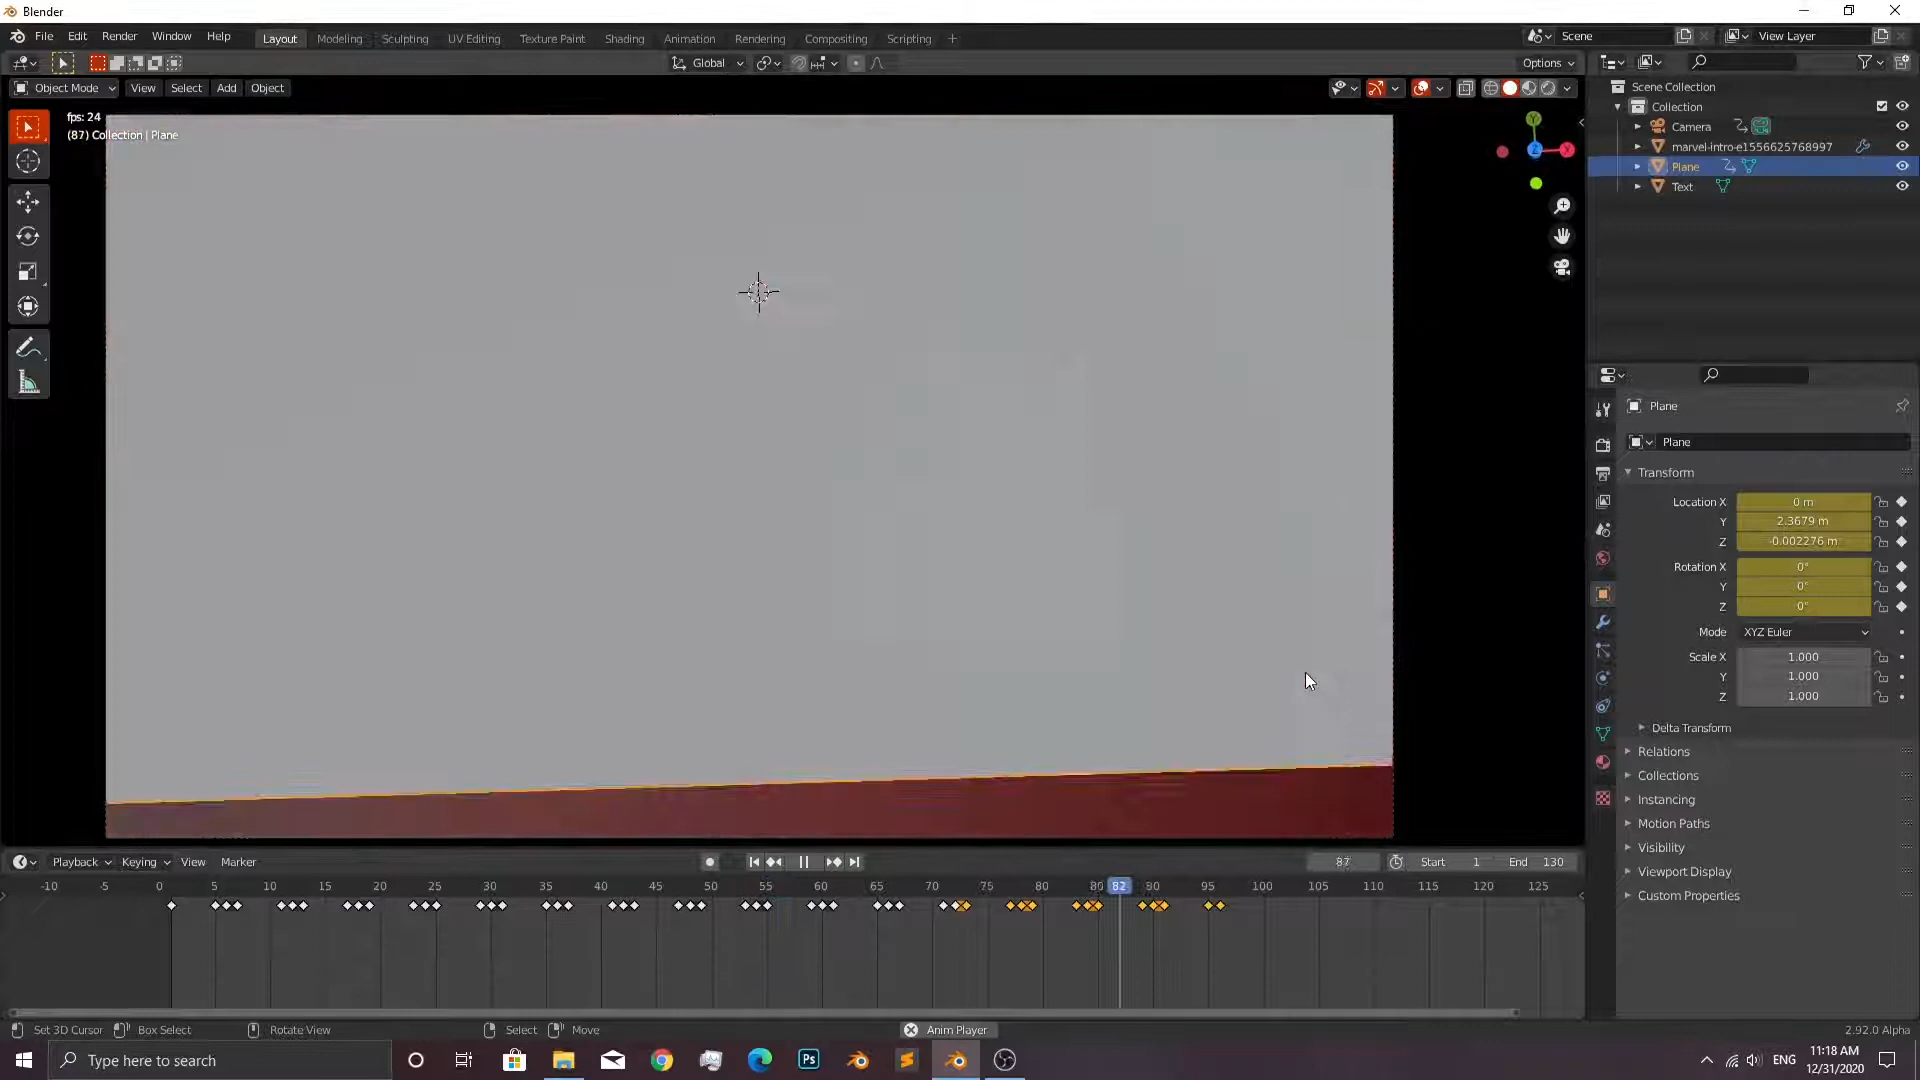 Blender
File Edit Render Window Help Layout Modeling Sculpting UV Editing Texture Paint Shading Animation Rendering Compositing Scripting + Scene View Layer
Global Options
Object Mode View Select Add Object
fps: 24
(87) Collection | Plane
Y
Z X
Scene Collection
Collection
Camera
marvel-intro-e1556625768997
Plane
Text
Plane
Plane
Transform
Location X 0 m
Y 2.3679 m
Z -0.002276 m
Rotation X 0°
Y 0°
Z 0°
Mode XYZ Euler
Scale X 1.000
Y 1.000
Z 1.000
Delta Transform
Relations
Collections
Instancing
Motion Paths
Visibility
Viewport Display
Custom Properties
Playback Keying View Marker 87 Start 1 End 130
-10 -5 0 5 10 15 20 25 30 35 40 45 50 55 60 65 70 75 80 82 90 95 100 105 110 115 120 125
Set 3D Cursor Box Select Rotate View Select Move Anim Player 2.92.0 Alpha
Type here to search Ps ENG 11:18 AM
12/31/2020